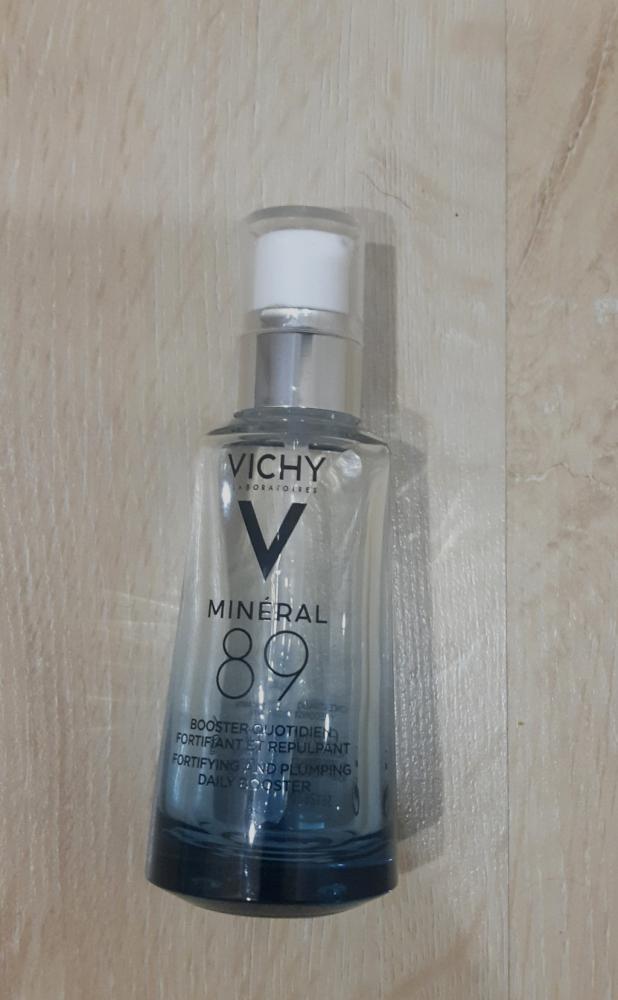 VICHY
LABORATOIRES
V
MINÉRAL
89
BOOSTER QUOTIDIEN
FORTIFIANT ET REPULPANT
FORTIFYING AND PLUMPING
DAILY BOOSTER